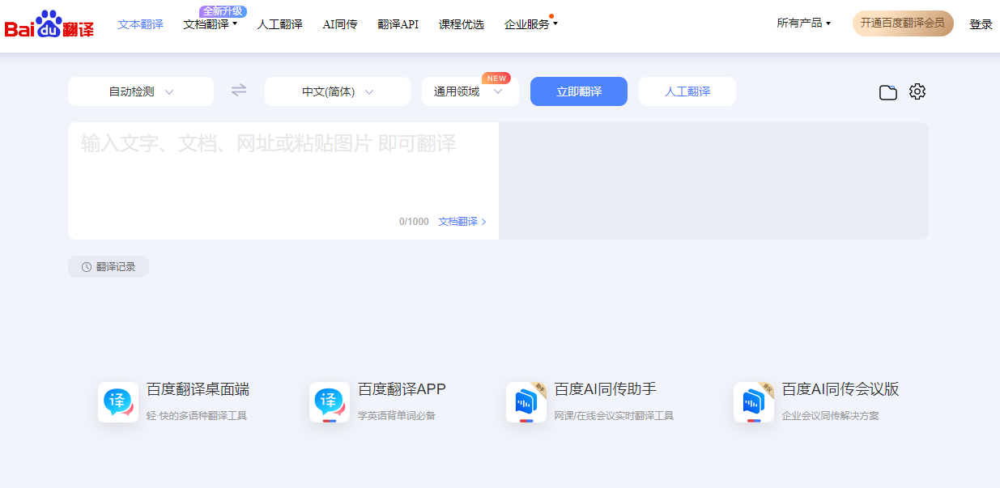 Bai du 翻译
文本翻译 文档翻译 全新升级 人工翻译 AI同传 翻译API 课程优选 企业服务 所有产品 开通百度翻译会员 登录
自动检测 中文(简体) 通用领域 NEW 立即翻译 人工翻译
输入文字、文档、网址或粘贴图片 即可翻译
0/1000 文档翻译
翻译记录
译 百度翻译桌面端
轻·快的多语种翻译工具
译 百度翻译APP
学英语背单词必备
百度AI同传助手
网课/在线会议实时翻译工具
百度AI同传会议版
企业会议同传解决方案